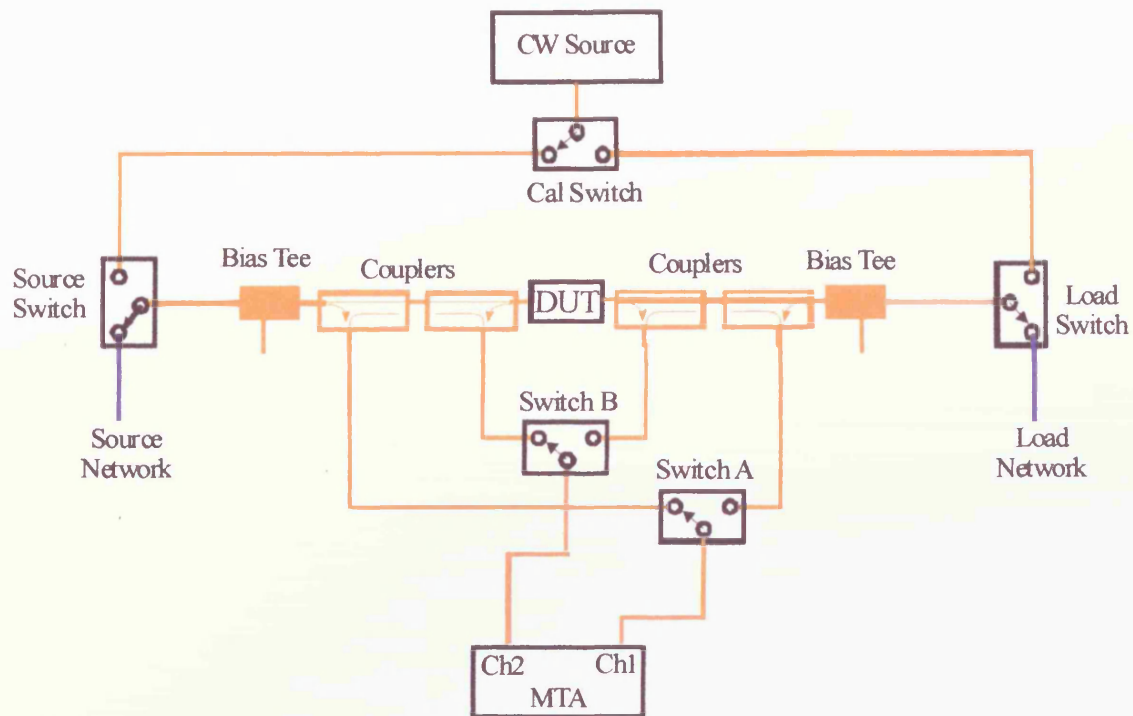 CW Source
Cal Switch
Source
Switch
Bias Tee
Couplers
Couplers
Bias Tee
Load
Switch
DUT
Switch B
Source
Network
Load
Network
Switch A
Ch2
Ch1
MTA